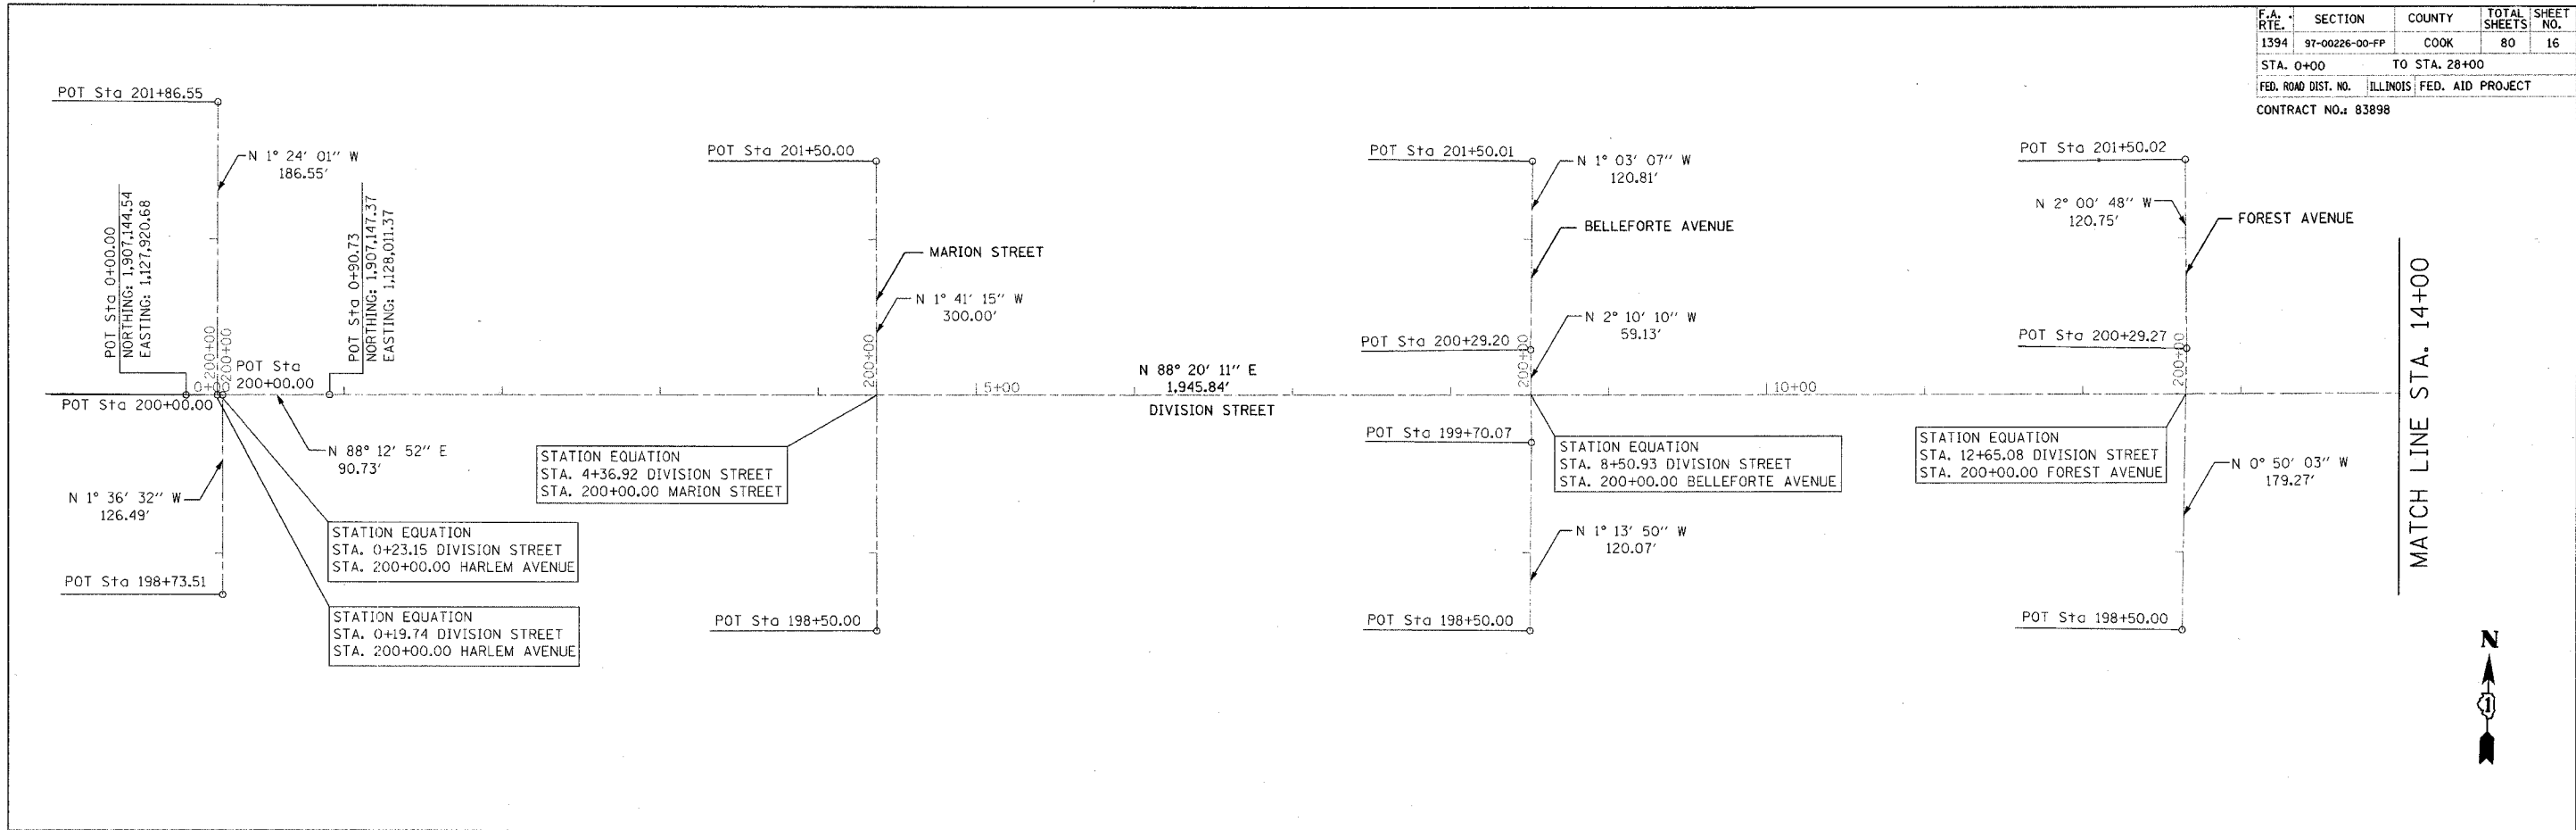 F.A. RTE. SECTION COUNTY TOTAL SHEETS SHEET NO.
1394 97-00226-00-FP COOK 80 16
STA. 0+00 TO STA. 28+00
FED. ROAD DIST. NO. ILLINOIS FED. AID PROJECT
CONTRACT NO.: 83898
POT Sta 201+86.55
N 1° 24' 01'' W
186.55'
POT Sta 0+00.00
NORTHING: 1,907,144.54
EASTING: 1,127,920.68
POT Sta 0+90.73
NORTHING: 1,907,147.37
EASTING: 1,128,011.37
200+00
200+00
0+00
POT Sta
200+00.00
POT Sta 200+00.00
N 88° 12' 52'' E
90.73'
N 1° 36' 32'' W
126.49'
POT Sta 198+73.51
STATION EQUATION
STA. 0+23.15 DIVISION STREET
STA. 200+00.00 HARLEM AVENUE
STATION EQUATION
STA. 0+19.74 DIVISION STREET
STA. 200+00.00 HARLEM AVENUE
POT Sta 201+50.00
MARION STREET
N 1° 41' 15'' W
300.00'
200+00
STATION EQUATION
STA. 4+36.92 DIVISION STREET
STA. 200+00.00 MARION STREET
POT Sta 198+50.00
5+00
N 88° 20' 11'' E
1,945.84'
DIVISION STREET
POT Sta 201+50.01
N 1° 03' 07'' W
120.81'
BELLEFORTE AVENUE
N 2° 10' 10'' W
59.13'
POT Sta 200+29.20
200+00
POT Sta 199+70.07
STATION EQUATION
STA. 8+50.93 DIVISION STREET
STA. 200+00.00 BELLEFORTE AVENUE
N 1° 13' 50'' W
120.07'
POT Sta 198+50.00
10+00
POT Sta 201+50.02
N 2° 00' 48'' W
120.75'
FOREST AVENUE
POT Sta 200+29.27
200+00
STATION EQUATION
STA. 12+65.08 DIVISION STREET
STA. 200+00.00 FOREST AVENUE
N 0° 50' 03'' W
179.27'
POT Sta 198+50.00
MATCH LINE STA. 14+00
N
1